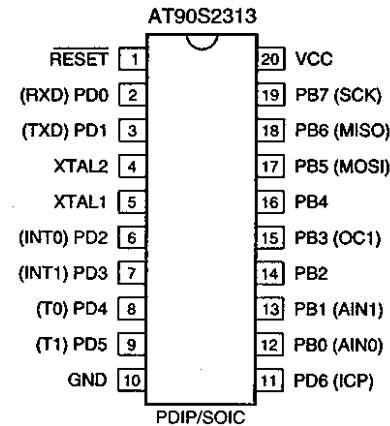 AT90S2313
RESET 1 20 VCC
(RXD) PD0 2 19 PB7 (SCK)
(TXD) PD1 3 18 PB6 (MISO)
XTAL2 4 17 PB5 (MOSI)
XTAL1 5 16 PB4
(INT0) PD2 6 15 PB3 (OC1)
(INT1) PD3 7 14 PB2
(T0) PD4 8 13 PB1 (AIN1)
(T1) PD5 9 12 PB0 (AIN0)
GND 10 11 PD6 (ICP)
PDIP/SOIC